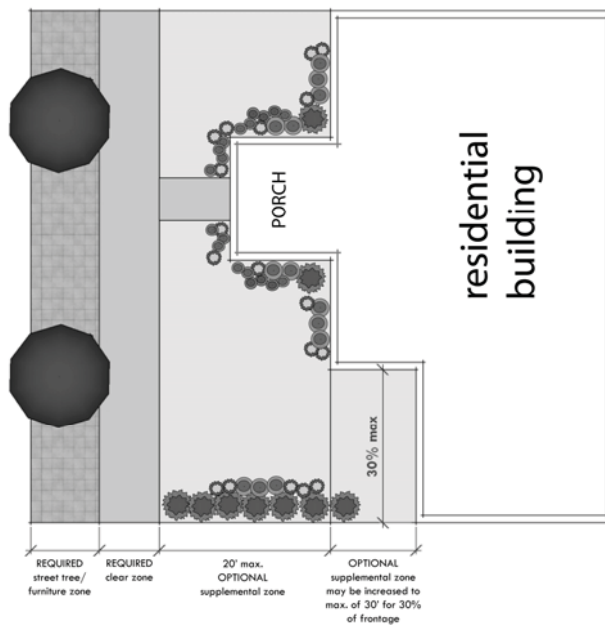 residential
building
PORCH
30% max
REQUIRED
street tree/
furniture zone
REQUIRED
clear zone
20' max.
OPTIONAL
supplemental zone
OPTIONAL
supplemental zone
may be increased to
max. of 30' for 30%
of frontage